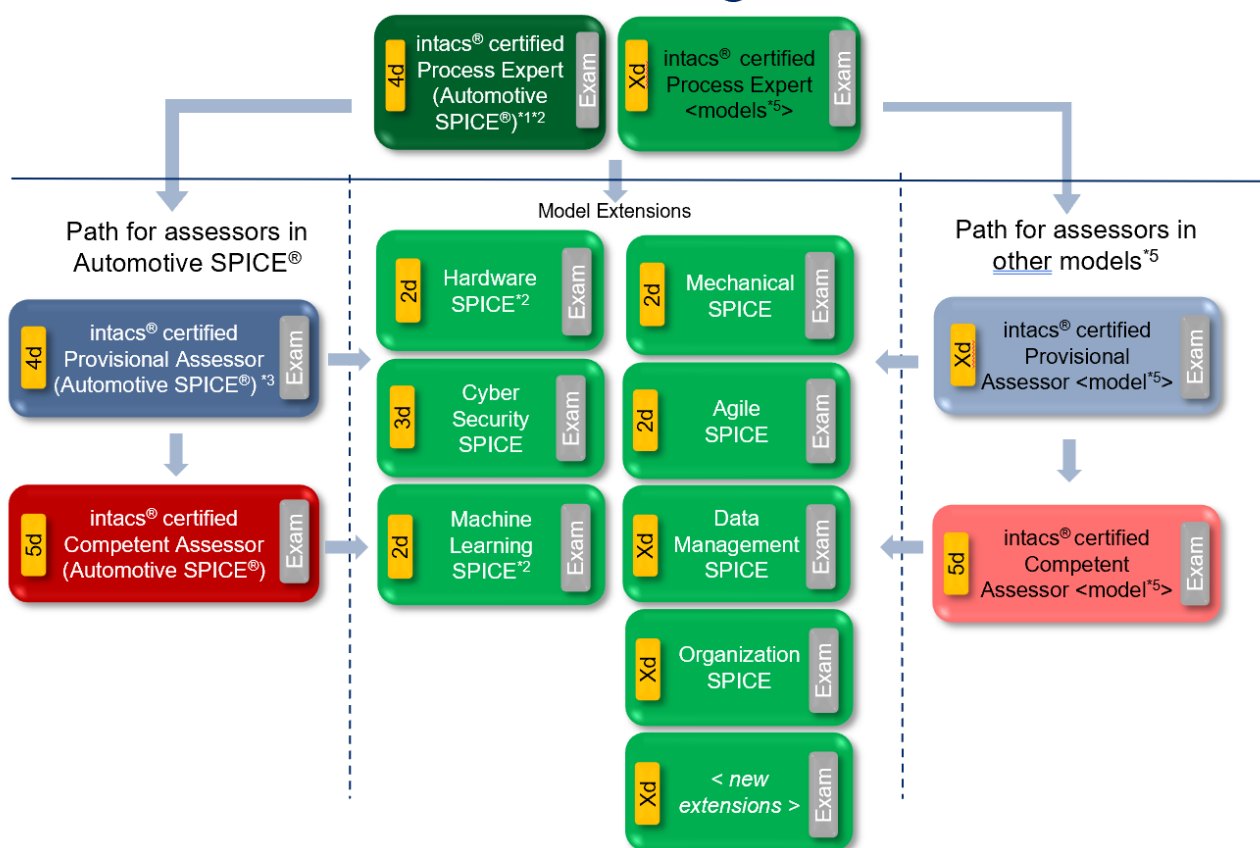 4d
intacs® certified
Process Expert
(Automotive
SPICE®)*1*2
Exam
Xd
intacs® certified
Process Expert
<models*5>
Exam
Path for assessors in
Automotive SPICE®
Model Extensions
Path for assessors in
other models*5
4d
intacs® certified
Provisional Assessor
(Automotive SPICE®) *3
Exam
5d
intacs® certified
Competent Assessor
(Automotive SPICE®)
Exam
2d
Hardware
SPICE*2
Exam
2d
Mechanical
SPICE
Exam
3d
Cyber
Security
SPICE
Exam
2d
Agile
SPICE
Exam
2d
Machine
Learning
SPICE*2
Exam
Xd
Data
Management
SPICE
Exam
Xd
Organization
SPICE
Exam
Xd
< new
extensions >
Exam
Xd
intacs® certified
Provisional
Assessor <model*5>
Exam
5d
intacs® certified
Competent
Assessor <model*5>
Exam